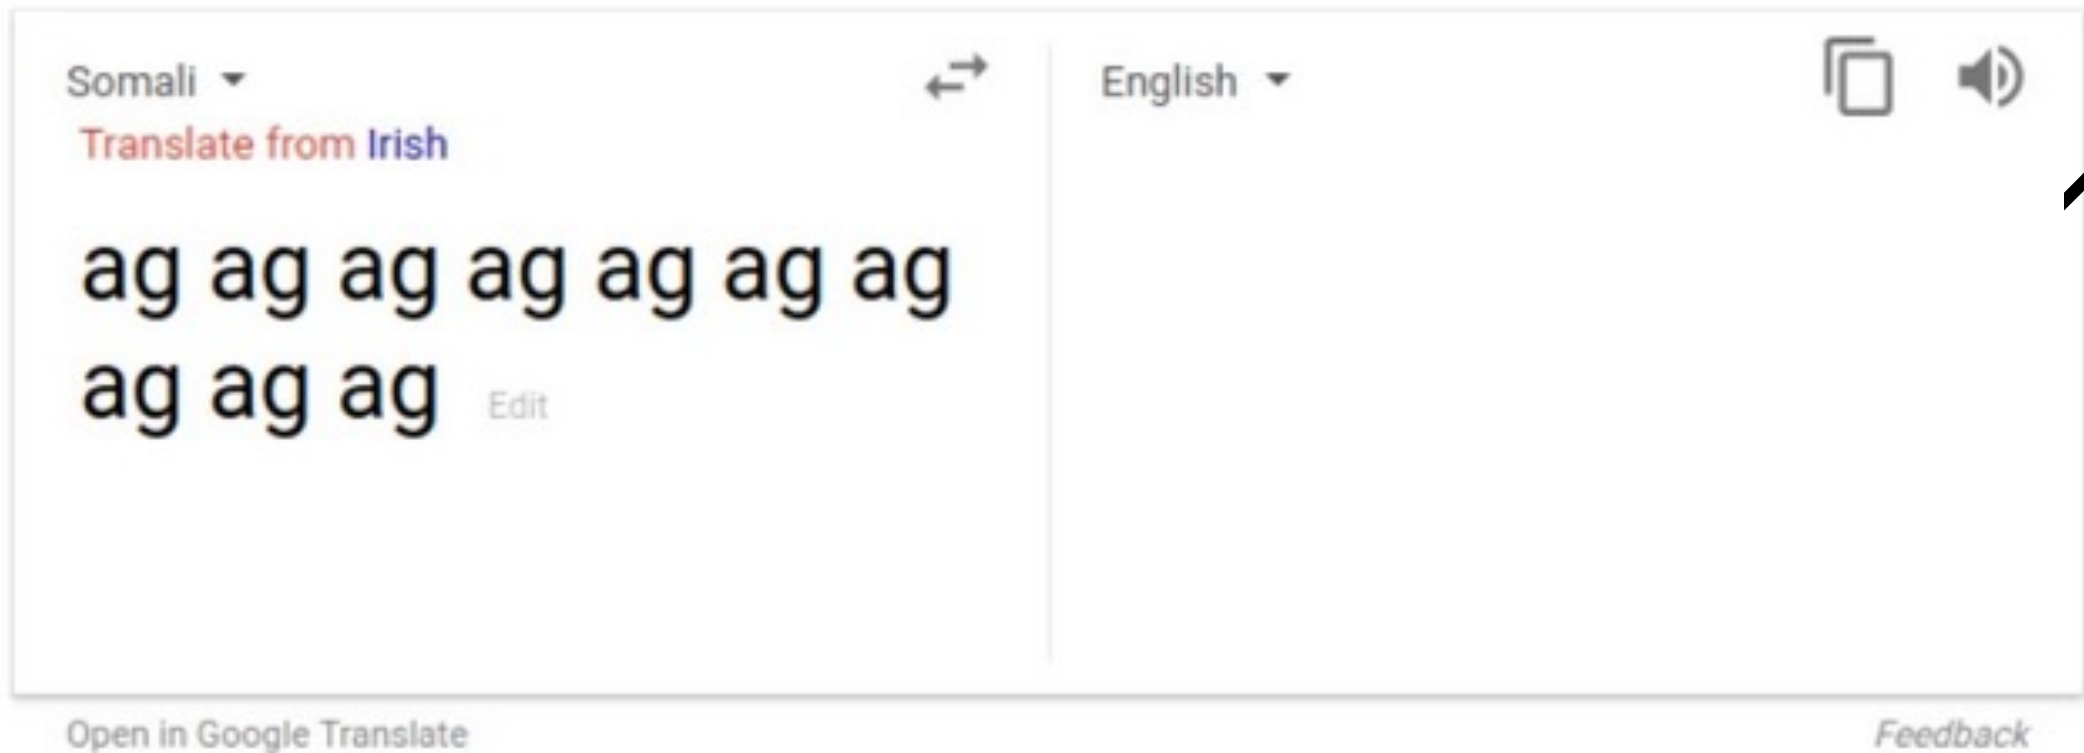 Somali
English
Translate from Irish
ag ag ag ag ag ag ag
ag ag ag Edit
Open in Google Translate
Feedback